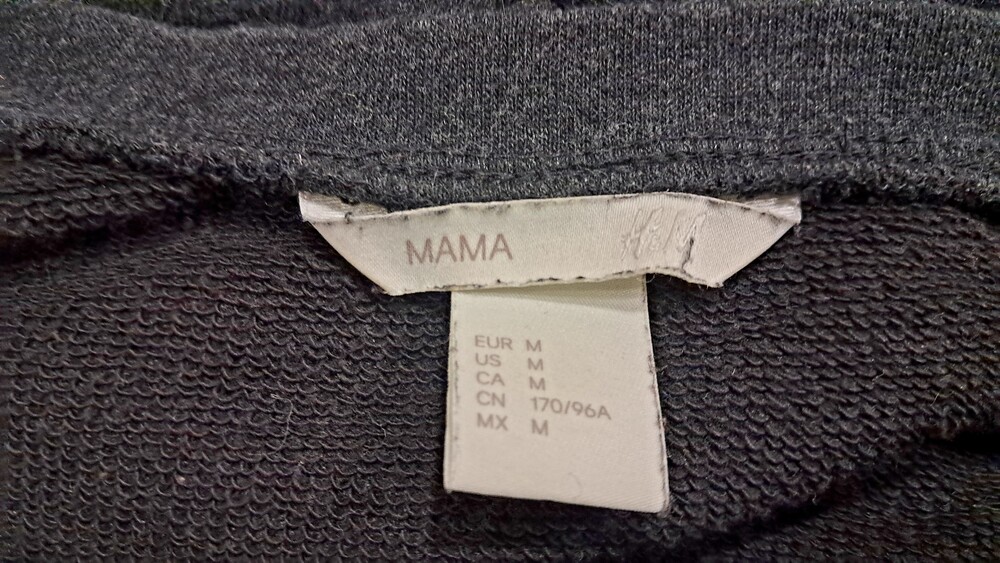 MAMA H&M
EUR M
US M
CA M
CN 170/96A
MX M